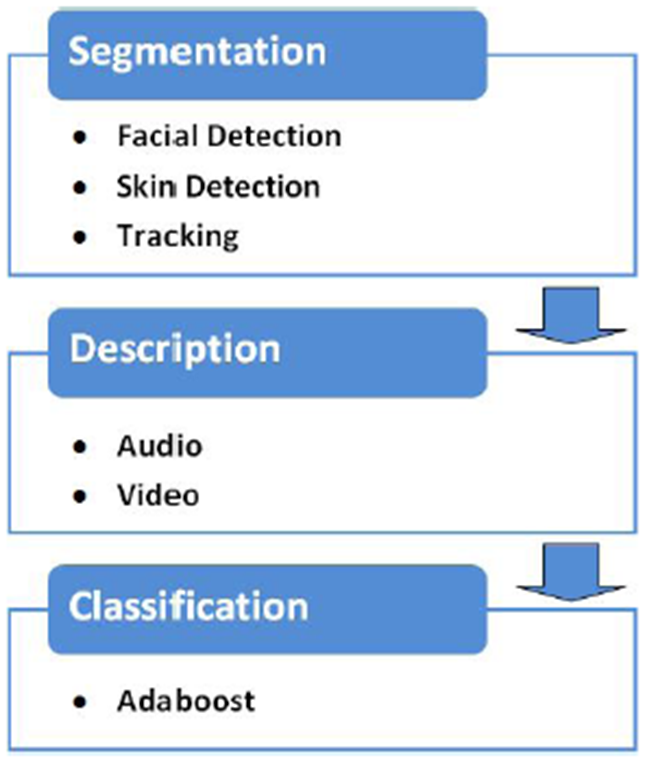 Segmentation
• Facial Detection
• Skin Detection
• Tracking
Description
• Audio
• Video
Classification
• Adaboost